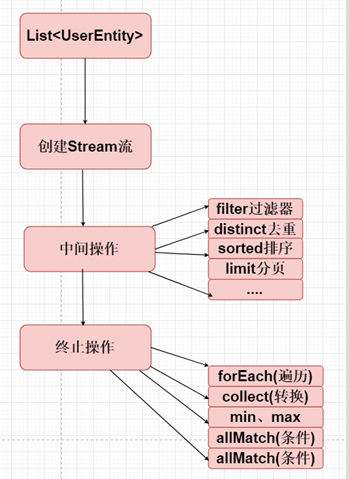 List<UserEntity>
创建Stream流
中间操作
filter过滤器
distinct去重
sorted排序
limit分页
....
终止操作
forEach(遍历)
collect(转换)
min、max
allMatch(条件)
allMatch(条件)